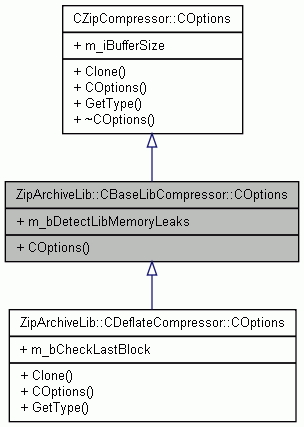 CZipCompressor::COptions
+ m_iBufferSize
+ Clone()
+ COptions()
+ GetType()
+ ~COptions()
ZipArchiveLib::CBaseLibCompressor::COptions
+ m_bDetectLibMemoryLeaks
+ COptions()
ZipArchiveLib::CDeflateCompressor::COptions
+ m_bCheckLastBlock
+ Clone()
+ COptions()
+ GetType()